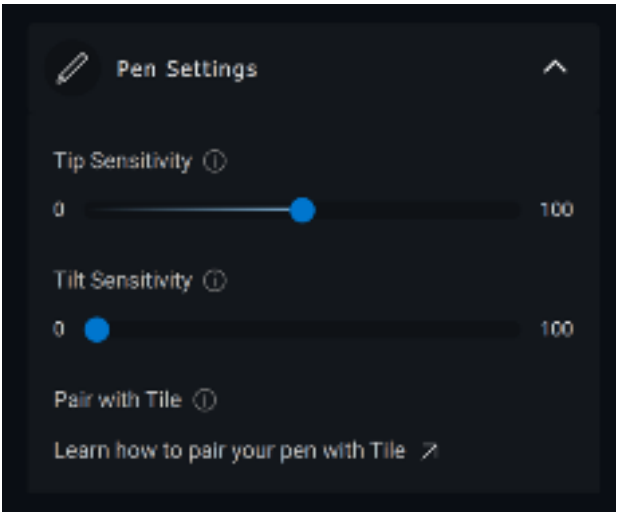 Pen Settings
Tip Sensitivity
0 100
Tilt Sensitivity
0 100
Pair with Tile
Learn how to pair your pen with Tile